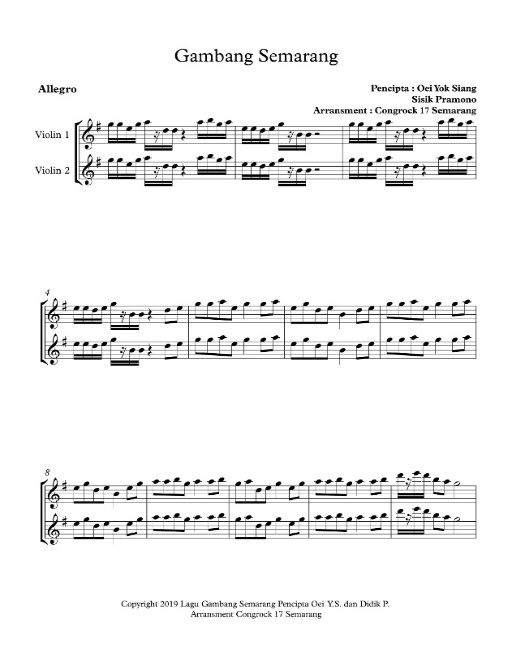 Gambang Semarang
Allegro
Pencipta : Oei Yok Siang
Sisik Pramono
Arransment : Congrock 17 Semarang
Violin 1
Violin 2
4
8
Copyright 2019 Lagu Gambang Semarang Pencipta Oei Y.S. dan Didik P.
Arransment Congrock 17 Semarang